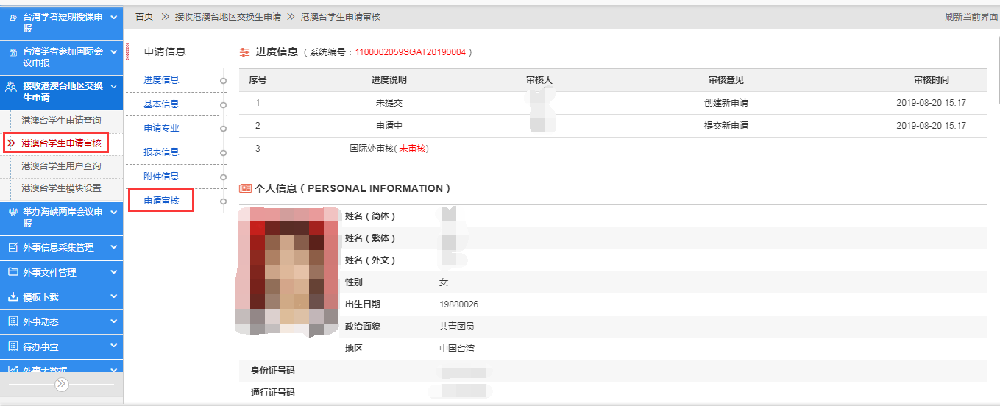 台湾学者短期授课申
报
台湾学者参加国际会
议申报
接收港澳台地区交换
生申请
港澳台学生申请查询
港澳台学生申请审核
港澳台学生用户查询
港澳台学生模块设置
举办海峡两岸会议申
报
外事信息采集管理
外事文件管理
模板下载
外事动态
待办事宜
外事大数据
首页 >> 接收港澳台地区交换生申请 >> 港澳台学生申请审核
刷新当前界面
申请信息
进度信息
基本信息
申请专业
报表信息
附件信息
申请审核
进度信息（系统编号：1100002059SGAT20190004）
序号 进度说明 审核人 审核意见 审核时间
1 未提交 创建新申请 2019-08-20 15:17
2 申请中 提交新申请 2019-08-20 15:17
3 国际处审核( 未审核)
个人信息（PERSONAL INFORMATION）
姓名（简体）
姓名（繁体）
姓名（外文）
性别 女
出生日期 19880026
政治面貌 共青团员
地区 中国台湾
身份证号码
通行证号码